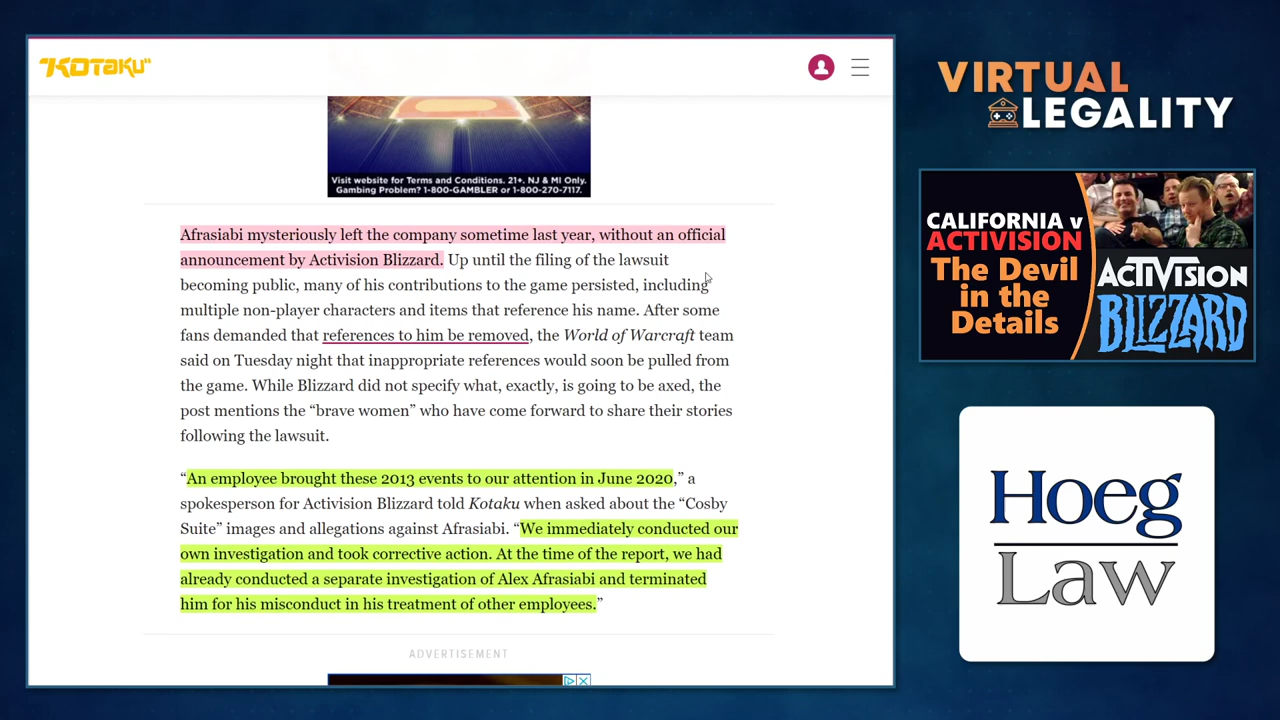 KOTAKU
Visit website for Terms and Conditions. 21+. NJ & MI Only.
Gambling Problem? 1-800-GAMBLER or 1-800-270-7117.
Afrasiabi mysteriously left the company sometime last year, without an official
announcement by Activision Blizzard. Up until the filing of the lawsuit
becoming public, many of his contributions to the game persisted, including
multiple non-player characters and items that reference his name. After some
fans demanded that references to him be removed, the World of Warcraft team
said on Tuesday night that inappropriate references would soon be pulled from
the game. While Blizzard did not specify what, exactly, is going to be axed, the
post mentions the “brave women” who have come forward to share their stories
following the lawsuit.
“An employee brought these 2013 events to our attention in June 2020,” a
spokesperson for Activision Blizzard told Kotaku when asked about the “Cosby
Suite” images and allegations against Afrasiabi. “We immediately conducted our
own investigation and took corrective action. At the time of the report, we had
already conducted a separate investigation of Alex Afrasiabi and terminated
him for his misconduct in his treatment of other employees.”
ADVERTISEMENT
VIRTUAL
LEGALITY
CALIFORNIA v
ACTIVISION
The Devil
in the
Details
ACTIVISION
BLIZZARD
Hoeg
Law